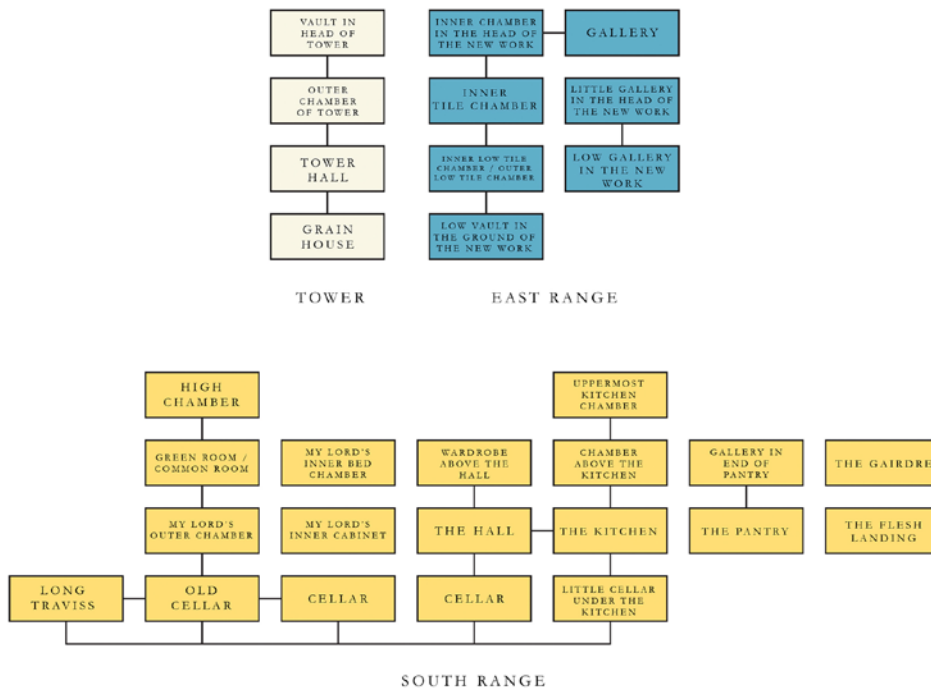 VAULT IN
HEAD OF
TOWER
INNER CHAMBER
IN THE HEAD OF
THE NEW WORK
GALLERY
OUTER
CHAMBER
OF TOWER
INNER
TILE CHAMBER
LITTLE GALLERY
IN THE HEAD OF
THE NEW WORK
TOWER
HALL
INNER LOW TILE
CHAMBER / OUTER
LOW TILE CHAMBER
LOW GALLERY
IN THE NEW
WORK
GRAIN
HOUSE
LOW VAULT IN
THE GROUND OF
THE NEW WORK
TOWER
EAST RANGE
HIGH
CHAMBER
UPPERMOST
KITCHEN
CHAMBER
GREEN ROOM /
COMMON ROOM
MY LORD'S
INNER BED
CHAMBER
WARDROBE
ABOVE THE
HALL
CHAMBER
ABOVE THE
KITCHEN
GALLERY IN
END OF
PANTRY
THE GAIRDRE
MY LORD'S
OUTER CHAMBER
MY LORD'S
INNER CABINET
THE HALL
THE KITCHEN
THE PANTRY
THE FLESH
LANDING
LONG
TRAVISS
OLD
CELLAR
CELLAR
CELLAR
LITTLE CELLAR
UNDER THE
KITCHEN
SOUTH RANGE